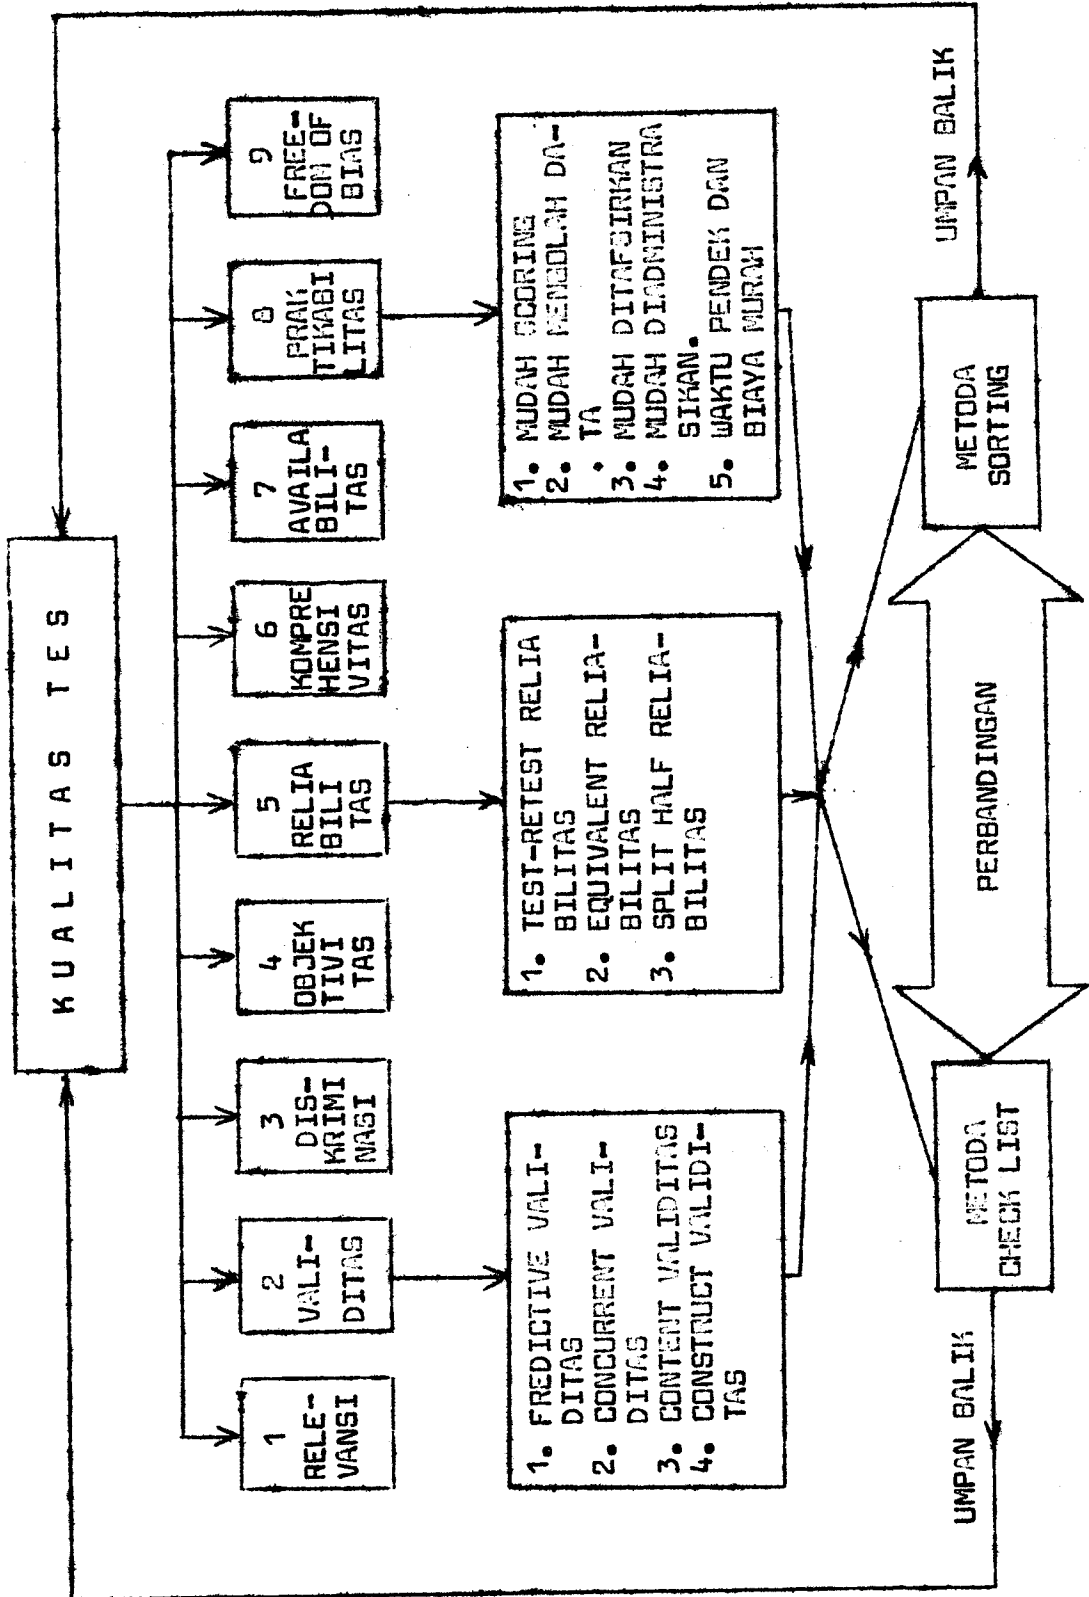 K U A L I T A S   T E S
1
RELE-
VANSI
2
VALI-
DITAS
3
DIS-
KRIMI
NASI
4
OBJEK
TIVI
TAS
5
RELIA
BILI
TAS
6
KOMPRE
HENSI
VITAS
7
AVAILA
BILI-
TAS
8
PRAK
TIKABI
LITAS
9
FREE-
DOM OF
BIAS
1. FREDICTIVE VALI-
DITAS
2. CONCURRENT VALI-
DITAS
3. CONTENT VALIDITAS
4. CONSTRUCT VALIDI-
TAS
1. TEST-RETEST RELIA
BILITAS
2. EQUIVALENT RELIA-
BILITAS
3. SPLIT HALF RELIA-
BILITAS
1. MUDAH SCORING
2. MUDAH MENGOLAH DA-
. TA
3. MUDAH DITAFSIRKAN
4. MUDAH DIADMINISTRA
SIKAN.
5. WAKTU PENDEK DAN
BIAYA MURAH
METODA
CHECK LIST
PERBANDINGAN
METODA
SORTING
UMPAN BALIK
UMPAN BALIK